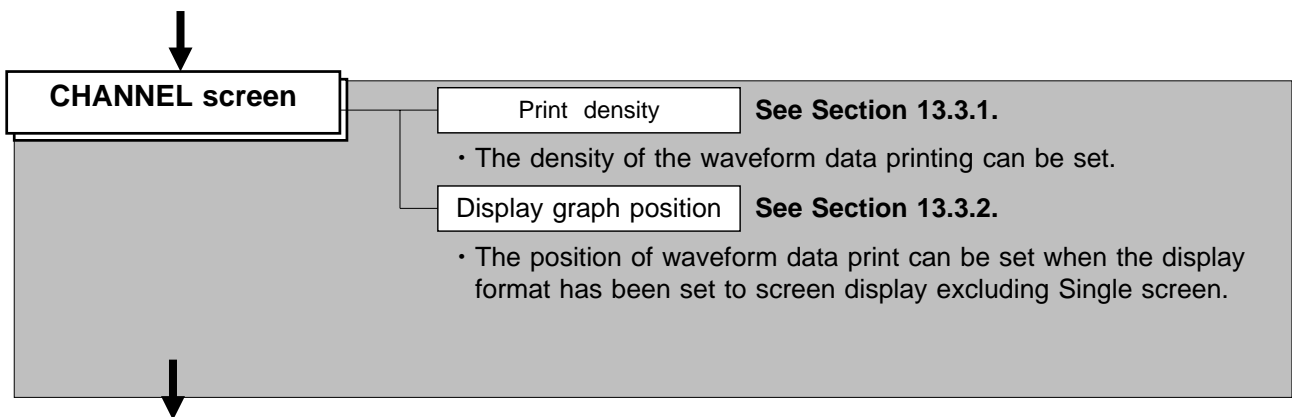 CHANNEL screen
Print density See Section 13.3.1.
・The density of the waveform data printing can be set.
Display graph position See Section 13.3.2.
・The position of waveform data print can be set when the display
format has been set to screen display excluding Single screen.